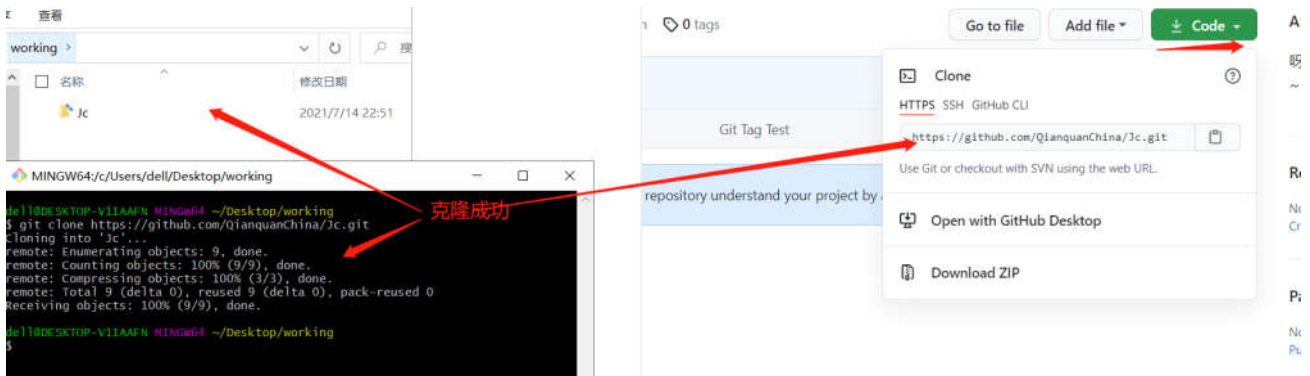 查看
working
名称
修改日期
Jc
2021/7/14 22:51
MINGW64:/c/Users/dell/Desktop/working
dell@DESKTOP-V1IAAFN MINGW64 ~/Desktop/working
$ git clone https://github.com/QianquanChina/Jc.git
Cloning into 'Jc'...
remote: Enumerating objects: 9, done.
remote: Counting objects: 100% (9/9), done.
remote: Compressing objects: 100% (3/3), done.
remote: Total 9 (delta 0), reused 9 (delta 0), pack-reused 0
Receiving objects: 100% (9/9), done.
dell@DESKTOP-V1IAAFN MINGW64 ~/Desktop/working
$
克隆成功
0 tags
Go to file
Add file
Code
Clone
HTTPS SSH GitHub CLI
https://github.com/QianquanChina/Jc.git
Use Git or checkout with SVN using the web URL.
Open with GitHub Desktop
Download ZIP
Git Tag Test
repository understand your project by